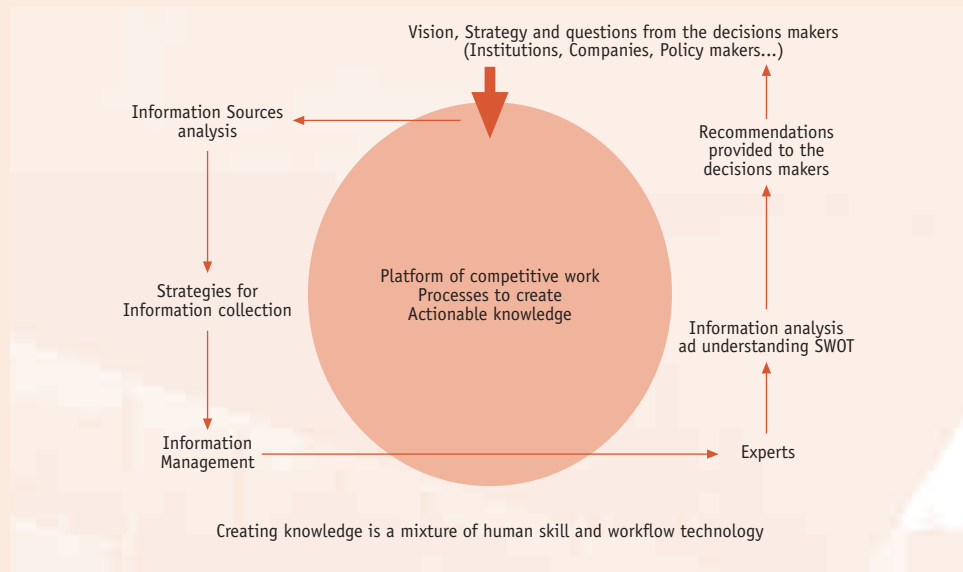 Vision, Strategy and questions from the decisions makers
(Institutions, Companies, Policy makers...)
Information Sources
analysis
Recommendations
provided to the
decisions makers
Platform of competitive work
Processes to create
Actionable knowledge
Strategies for
Information collection
Information analysis
ad understanding SWOT
Information
Management
Experts
Creating knowledge is a mixture of human skill and workflow technology